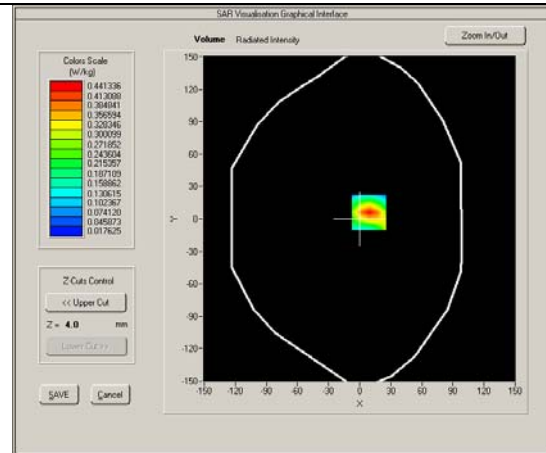 SAR Visualisation Graphical Interface
Volume Radiated Intensity
Zoom In/Out
Colors Scale
(W/kg)
0.441336
0.413088
0.384841
0.356594
0.328346
0.300099
0.271852
0.243604
0.215357
0.187109
0.158862
0.130615
0.102367
0.074120
0.045873
0.017625
Z Cuts Control
<< Upper Cut
Z = 4.0 mm
Lower Cut >>
SAVE Cancel
150
120
90
60
30
0
-30
-60
-90
-120
-150
Y
-150 -120 -90 -60 -30 0 30 60 90 120 150
X